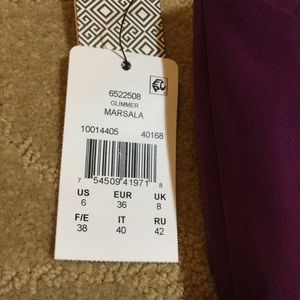 6522508
GLIMMER
MARSALA
10014405 40168
7 54509 41971 8
US EUR UK
6 36 8
F/E IT RU
38 40 42